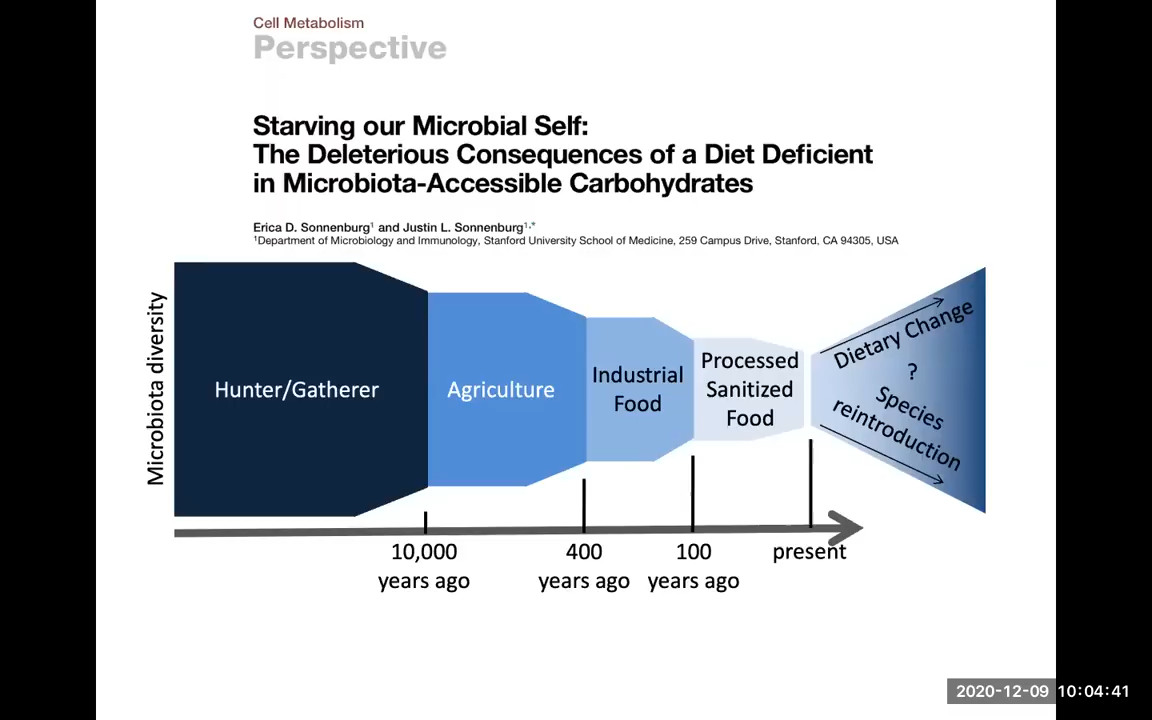 Cell Metabolism
Perspective
Starving our Microbial Self:
The Deleterious Consequences of a Diet Deficient
in Microbiota-Accessible Carbohydrates
Erica D. Sonnenburg¹ and Justin L. Sonnenburg¹,*
¹Department of Microbiology and Immunology, Stanford University School of Medicine, 259 Campus Drive, Stanford, CA 94305, USA
Microbiota diversity
Hunter/Gatherer
Agriculture
Industrial
Food
Processed
Sanitized
Food
Dietary Change
?
Species
reintroduction
10,000
years ago
400
years ago
100
years ago
present
2020-12-09 10:04:41